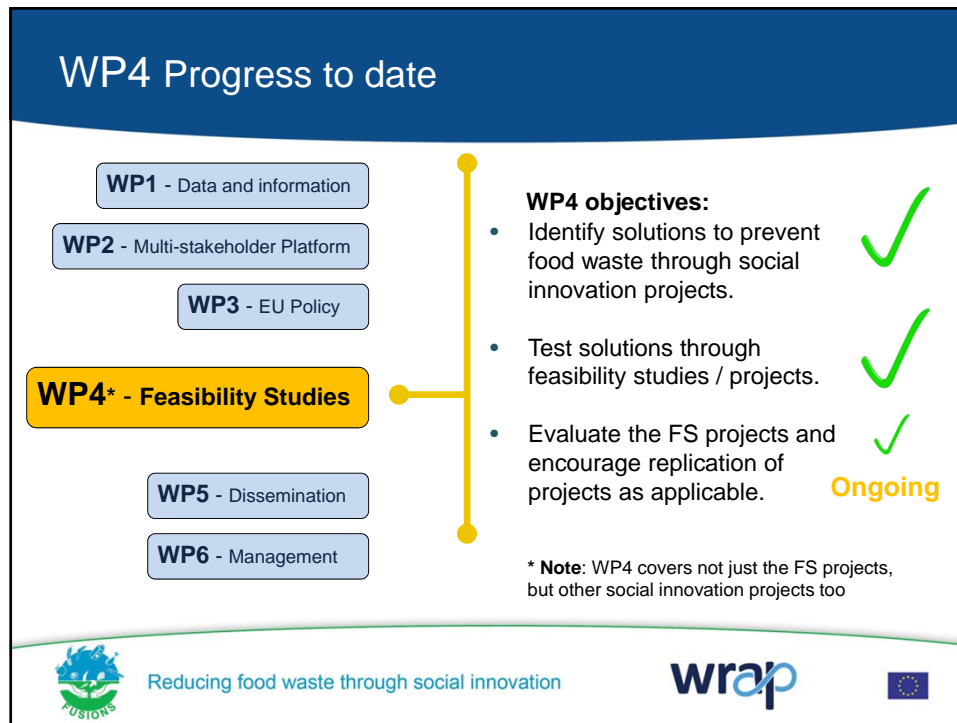 WP4 Progress to date
WP1 - Data and information
WP2 - Multi-stakeholder Platform
WP3 - EU Policy
WP4* - Feasibility Studies
WP5 - Dissemination
WP6 - Management
WP4 objectives:
• Identify solutions to prevent
food waste through social
innovation projects.
• Test solutions through
feasibility studies / projects.
• Evaluate the FS projects and
encourage replication of
projects as applicable.
Ongoing
* Note: WP4 covers not just the FS projects,
but other social innovation projects too
FUSIONS
Reducing food waste through social innovation
wrap